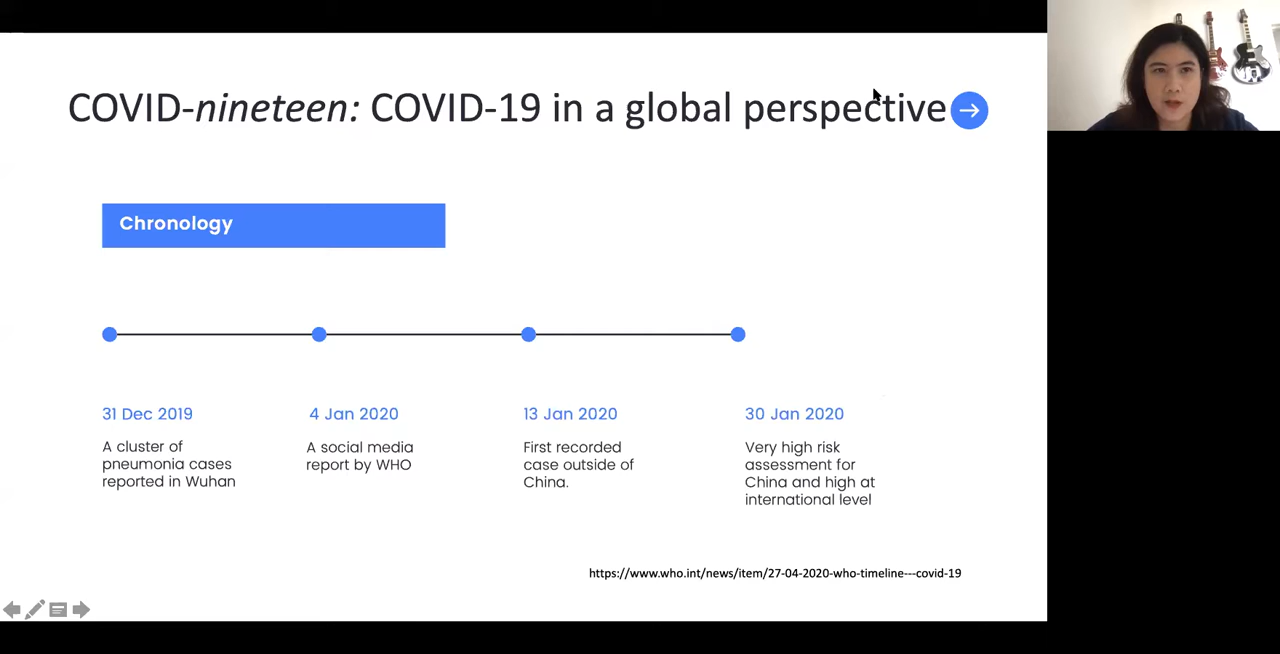 COVID-nineteen: COVID-19 in a global perspective
Chronology
31 Dec 2019
A cluster of
pneumonia cases
reported in Wuhan
4 Jan 2020
A social media
report by WHO
13 Jan 2020
First recorded
case outside of
China.
30 Jan 2020
Very high risk
assessment for
China and high at
international level
https://www.who.int/news/item/27-04-2020-who-timeline---covid-19